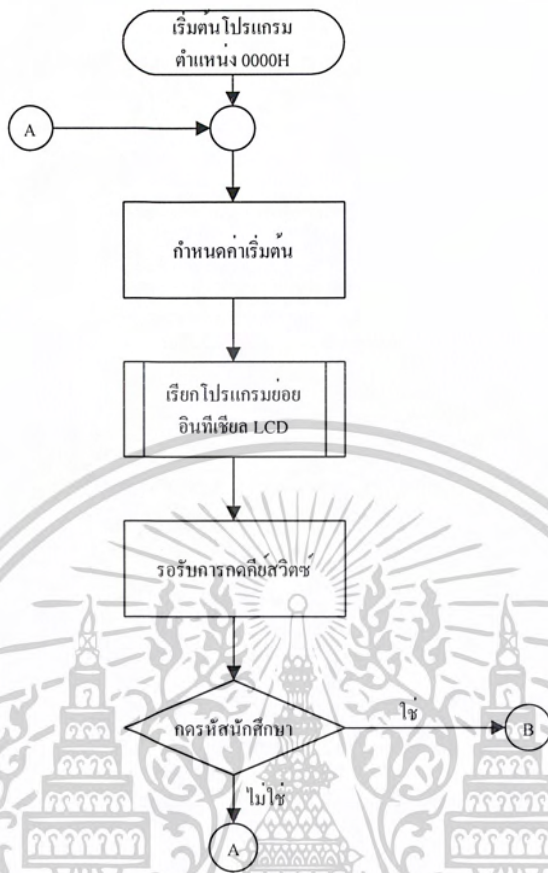 เริ่มต้นโปรแกรม
ตำแหน่ง 0000H
A
กำหนดค่าเริ่มต้น
เรียกโปรแกรมย่อย
อินทีเชียล LCD
รอรับการกดคีย์สวิตซ์
กดรหัสนักศึกษา
ใช่
B
ไม่ใช่
A